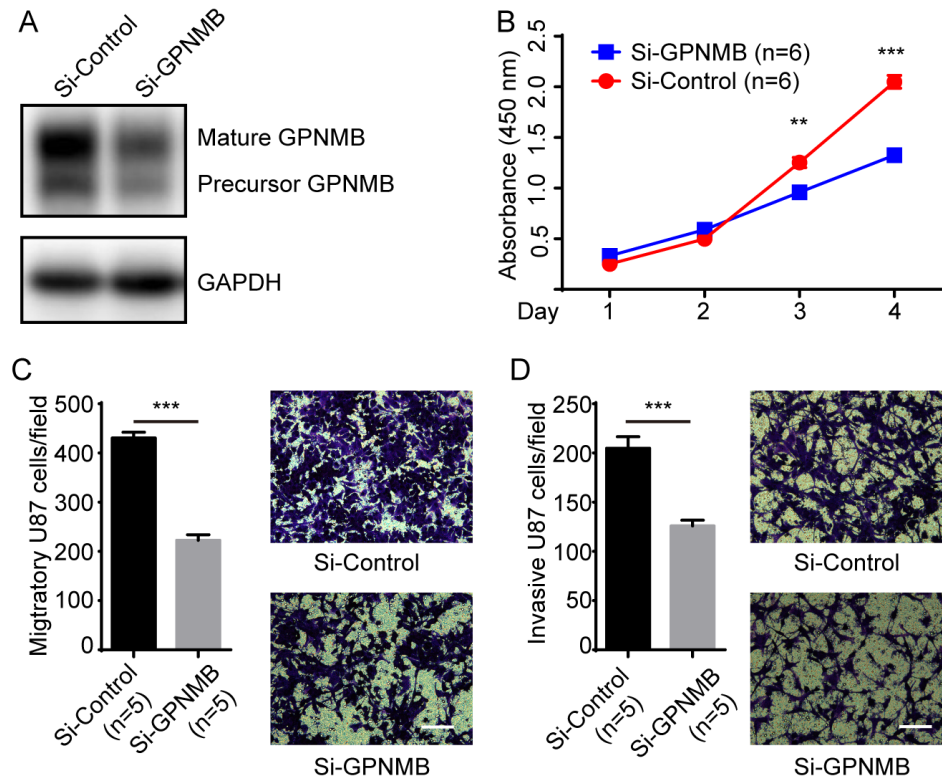 A
Si-Control
Si-GPNMB
Mature GPNMB
Precursor GPNMB
GAPDH
B
Absorbance (450 nm)
2.5
2.0
1.5
1.0
0.5
Si-GPNMB (n=6)
Si-Control (n=6)
**
***
Day
1
2
3
4
C
Migtratory U87 cells/field
500
400
300
200
100
0
***
Si-Control
(n=5)
Si-GPNMB
(n=5)
Si-Control
Si-GPNMB
D
Invasive U87 cells/field
250
200
150
100
50
0
***
Si-Control
(n=5)
Si-GPNMB
(n=5)
Si-Control
Si-GPNMB